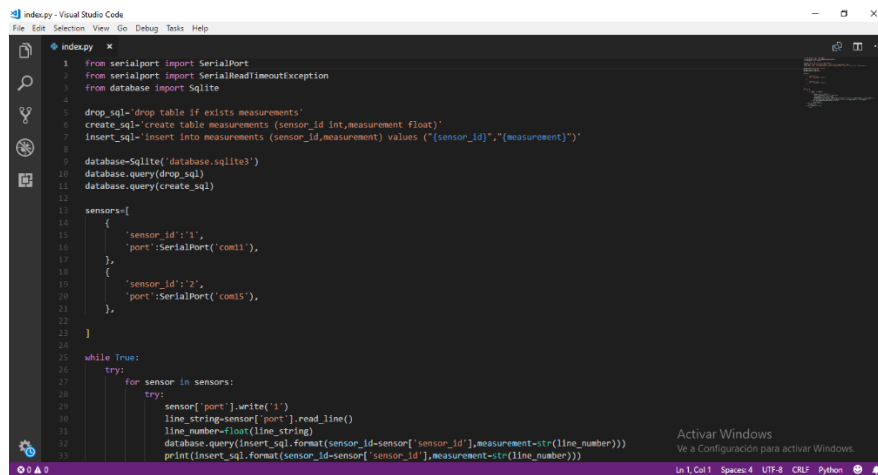 index.py - Visual Studio Code
File Edit Selection View Go Debug Tasks Help
index.py
1 from serialport import SerialPort
2 from serialport import SerialReadTimeoutException
3 from database import Sqlite
4
5 drop_sql='drop table if exists measurements'
6 create_sql='create table measurements (sensor_id int,measurement float)'
7 insert_sql='insert into measurements (sensor_id,measurement) values ("{sensor_id}","{measurement}")'
8
9 database=Sqlite('database.sqlite3')
10 database.query(drop_sql)
11 database.query(create_sql)
12
13 sensors=[
14 {
15 'sensor_id':'1',
16 'port':SerialPort('com11'),
17 },
18 {
19 'sensor_id':'2',
20 'port':SerialPort('com15'),
21 },
22
23 ]
24
25 while True:
26 try:
27 for sensor in sensors:
28 try:
29 sensor['port'].write('1')
30 line_string=sensor['port'].read_line()
31 line_number=float(line_string)
32 database.query(insert_sql.format(sensor_id=sensor['sensor_id'],measurement=str(line_number)))
33 print(insert_sql.format(sensor_id=sensor['sensor_id'],measurement=str(line_number)))
Activar Windows
Ve a Configuración para activar Windows.
0 0 Ln 1, Col 1 Spaces: 4 UTF-8 CRLF Python